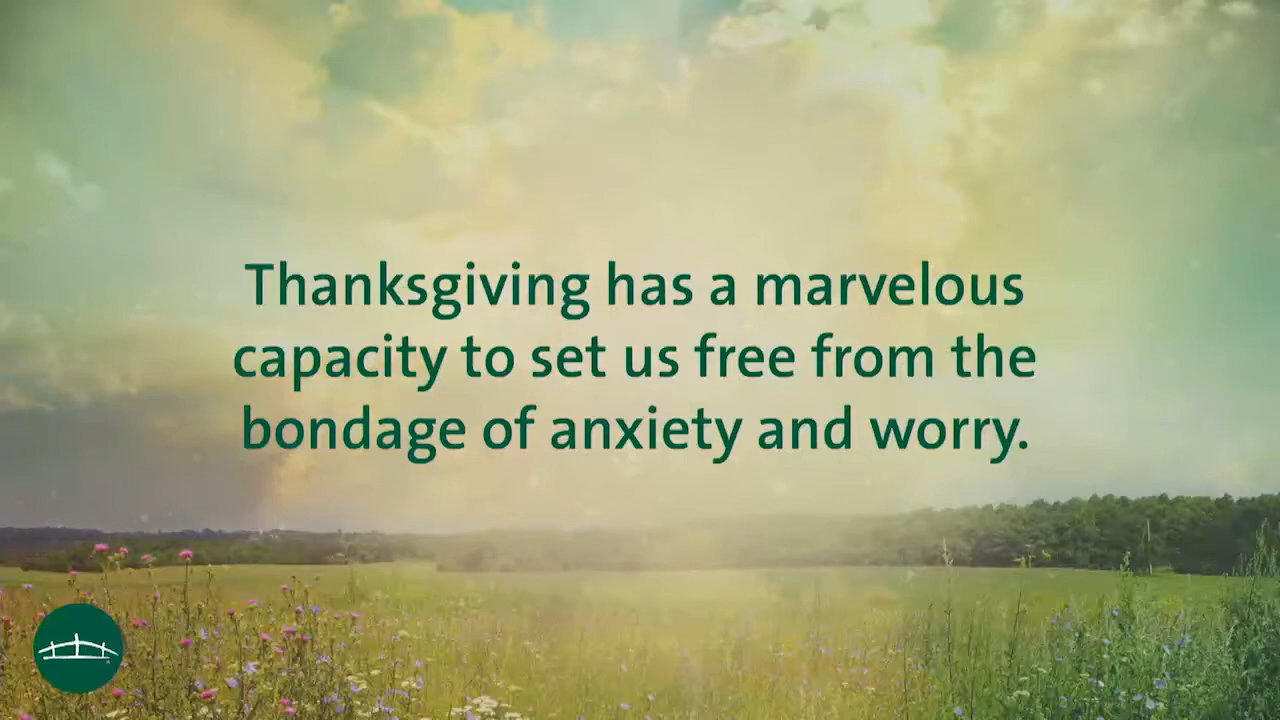 Thanksgiving has a marvelous
capacity to set us free from the
bondage of anxiety and worry.